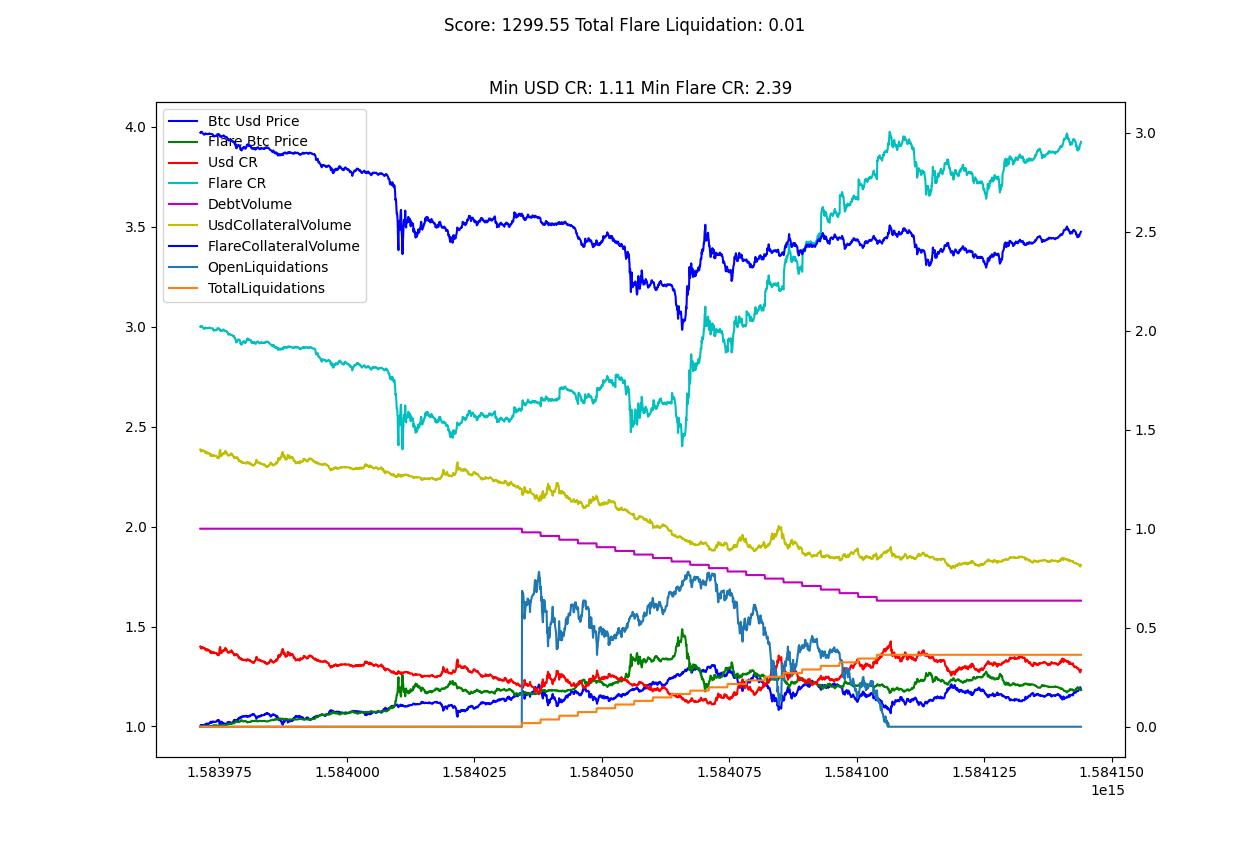 Score: 1299.55 Total Flare Liquidation: 0.01
Min USD CR: 1.11 Min Flare CR: 2.39
Btc Usd Price
Flare Btc Price
Usd CR
Flare CR
DebtVolume
UsdCollateralVolume
FlareCollateralVolume
OpenLiquidations
TotalLiquidations
4.0
3.5
3.0
2.5
2.0
1.5
1.0
3.0
2.5
2.0
1.5
1.0
0.5
0.0
1.583975 1.584000 1.584025 1.584050 1.584075 1.584100 1.584125 1.584150
1e15